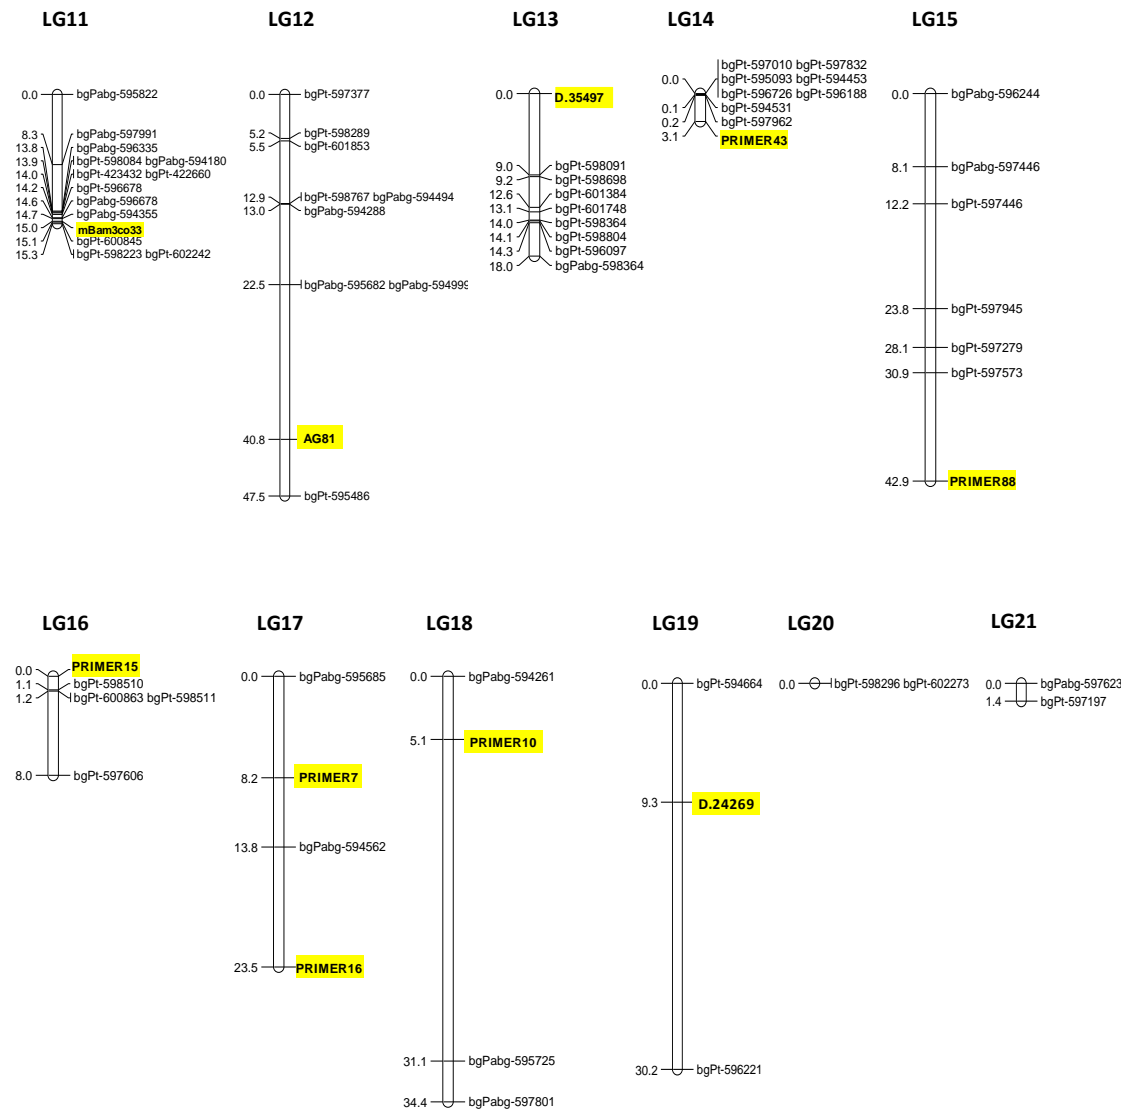 LG11
0.0 bgPabg-595822
8.3 bgPabg-597991
13.8 bgPabg-596335
13.9 bgPt-598084 bgPabg-594180
14.0 bgPt-423432 bgPt-422660
14.2 bgPt-596678
14.6 bgPabg-596678
14.7 bgPabg-594355
15.0 mBam3co33
15.1 bgPt-600845
15.3 bgPt-598223 bgPt-602242
LG12
0.0 bgPt-597377
5.2 bgPt-598289
5.5 bgPt-601853
12.9 bgPt-598767 bgPabg-594494
13.0 bgPabg-594288
22.5 bgPabg-595682 bgPabg-594999
40.8 AG81
47.5 bgPt-595486
LG13
0.0 D.35497
9.0 bgPt-598091
9.2 bgPt-598698
12.6 bgPt-601384
13.1 bgPt-601748
14.0 bgPt-598364
14.1 bgPt-598804
14.3 bgPt-596097
18.0 bgPabg-598364
LG14
bgPt-597010 bgPt-597832
0.0 bgPt-595093 bgPt-594453
bgPt-596726 bgPt-596188
0.1 bgPt-594531
0.2 bgPt-597962
3.1 PRIMER43
LG15
0.0 bgPabg-596244
8.1 bgPabg-597446
12.2 bgPt-597446
23.8 bgPt-597945
28.1 bgPt-597279
30.9 bgPt-597573
42.9 PRIMER88
LG16
0.0 PRIMER15
1.1 bgPt-598510
1.2 bgPt-600863 bgPt-598511
8.0 bgPt-597606
LG17
0.0 bgPabg-595685
8.2 PRIMER7
13.8 bgPabg-594562
23.5 PRIMER16
LG18
0.0 bgPabg-594261
5.1 PRIMER10
31.1 bgPabg-595725
34.4 bgPabg-597801
LG19
0.0 bgPt-594664
9.3 D.24269
30.2 bgPt-596221
LG20
0.0 bgPt-598296 bgPt-602273
LG21
0.0 bgPabg-597623
1.4 bgPt-597197